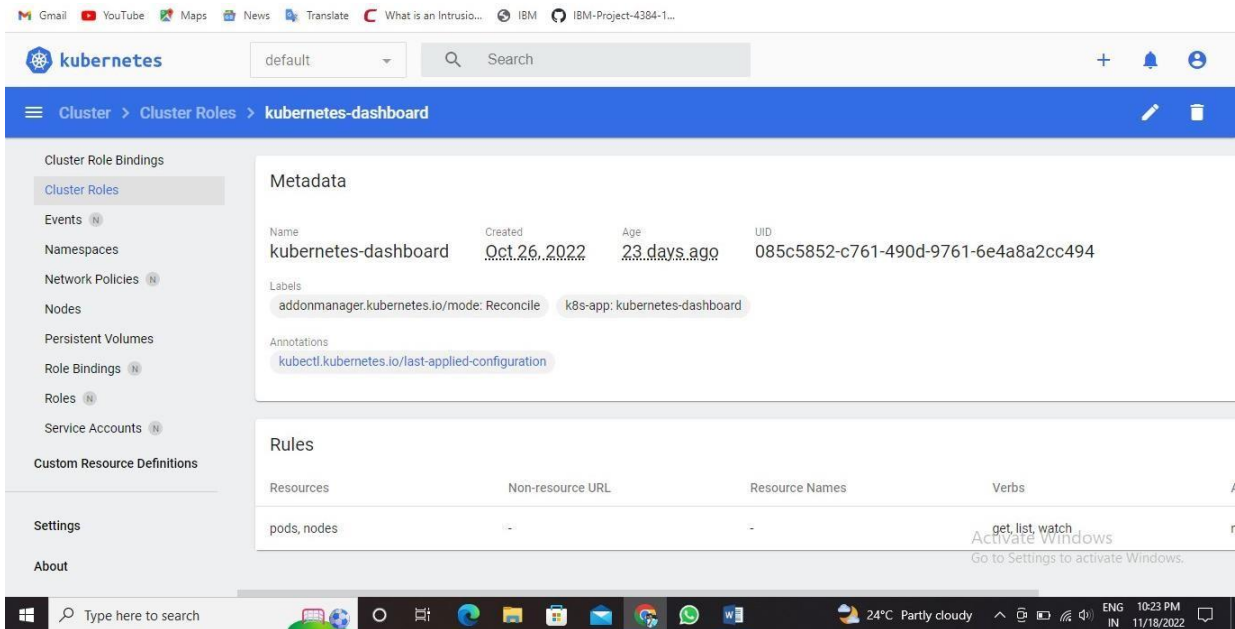 Gmail YouTube Maps News Translate What is an Intrusio... IBM IBM-Project-4384-1...
kubernetes default Search
Cluster > Cluster Roles > kubernetes-dashboard
Cluster Role Bindings
Cluster Roles
Events N
Namespaces
Network Policies N
Nodes
Persistent Volumes
Role Bindings N
Roles N
Service Accounts N
Custom Resource Definitions
Settings
About
Metadata
Name Created Age UID
kubernetes-dashboard Oct 26, 2022 23 days ago 085c5852-c761-490d-9761-6e4a8a2cc494
Labels
addonmanager.kubernetes.io/mode: Reconcile k8s-app: kubernetes-dashboard
Annotations
kubectl.kubernetes.io/last-applied-configuration
Rules
Resources Non-resource URL Resource Names Verbs
pods, nodes - - get, list, watch
Activate Windows
Go to Settings to activate Windows.
Type here to search 24°C Partly cloudy ENG 10:23 PM
IN 11/18/2022